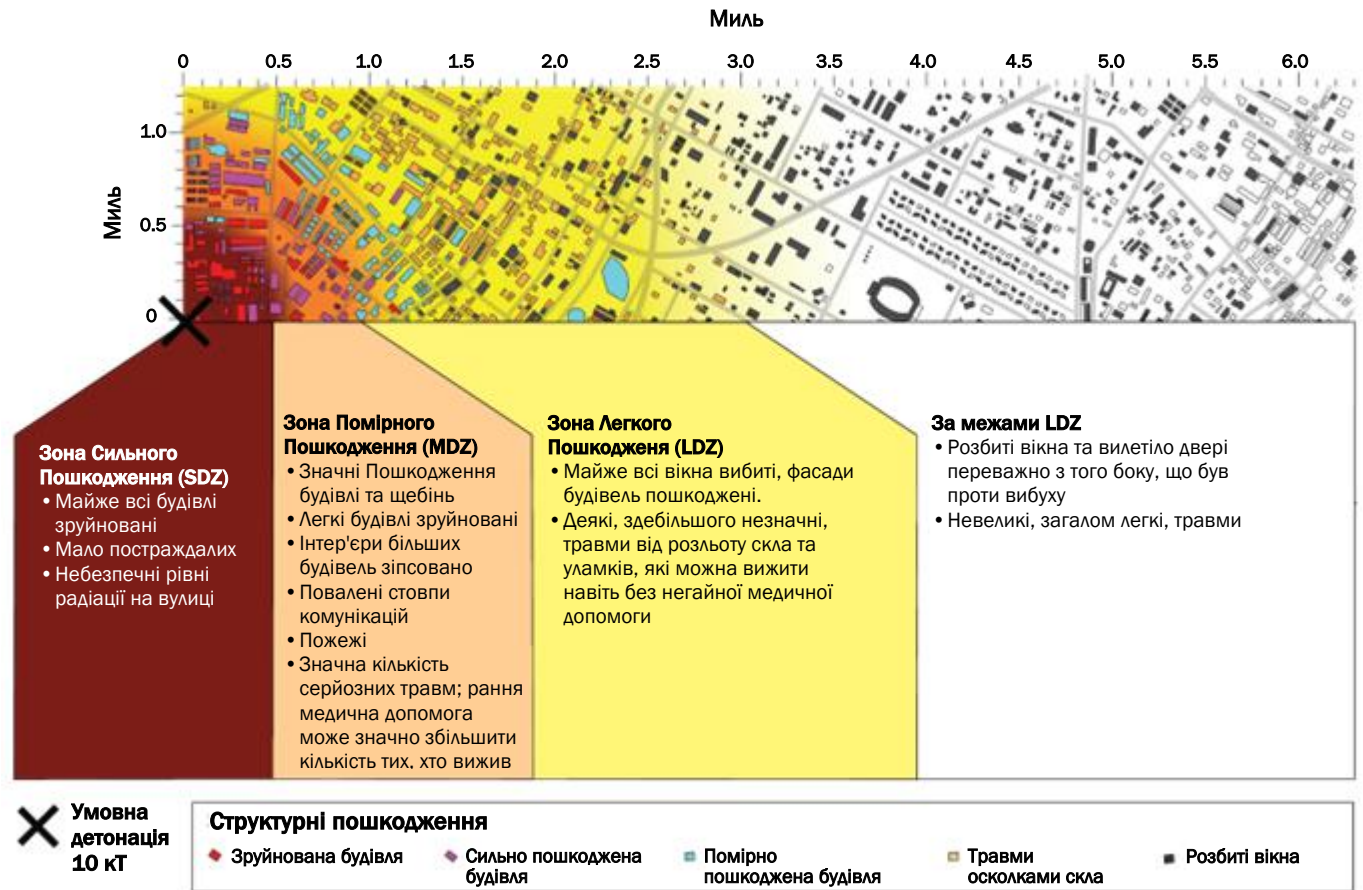 Миль
0 0.5 1.0 1.5 2.0 2.5 3.0 3.5 4.0 4.5 5.0 5.5 6.0
Миль
1.0
0.5
0
Зона Сильного
Пошкодження (SDZ)
• Майже всі будівлі
зруйновані
• Мало постраждалих
• Небезпечні рівні
радіації на вулиці
Зона Помірного
Пошкодження (MDZ)
• Значні Пошкодження
будівлі та щебінь
• Легкі будівлі зруйновані
• Інтер'єри більших
будівель зіпсовано
• Повалені стовпи
комунікацій
• Пожежі
• Значна кількість
серйозних травм; рання
медична допомога
може значно збільшити
кількість тих, хто вижив
Зона Легкого
Пошкодженя (LDZ)
• Майже всі вікна вибиті, фасади
будівель пошкоджені.
• Деякі, здебільшого незначні,
травми від розльоту скла та
уламків, які можна вижити
навіть без негайної медичної
допомоги
За межами LDZ
• Розбиті вікна та вилетіло двері
переважно з того боку, що був
проти вибуху
• Невеликі, загалом легкі, травми
Умовна
детонація
10 кТ
Структурні пошкодження
Зруйнована будівля
Сильно пошкоджена
будівля
Помірно
пошкоджена будівля
Травми
осколками скла
Розбиті вікна